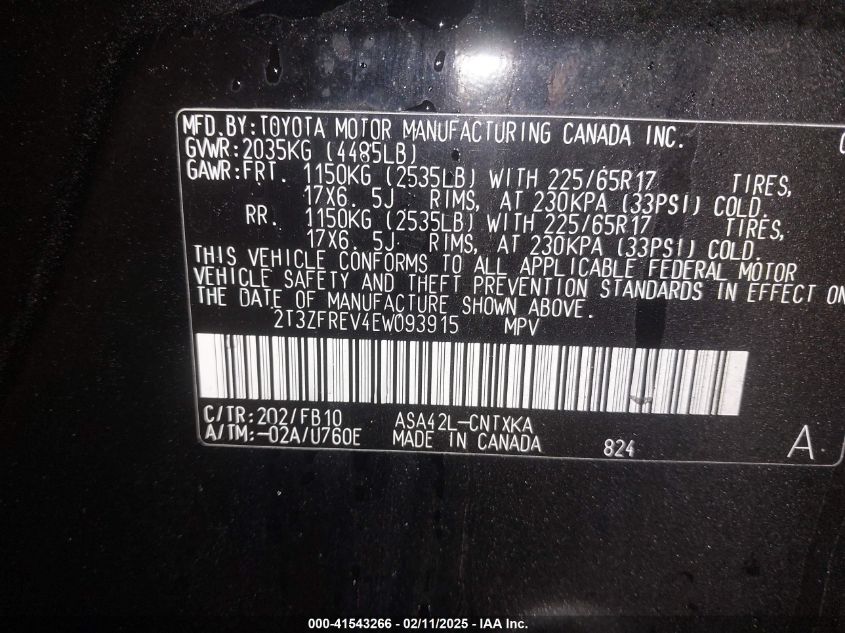 MFD.BY:TOYOTA MOTOR MANUFACTURING CANADA INC.
GVWR:2035KG (4485LB)
GAWR:FRT. 1150KG (2535LB) WITH 225/65R17 TIRES,
17X6. 5J RIMS, AT 230KPA (33PSI) COLD.
RR. 1150KG (2535LB) WITH 225/65R17 TIRES,
17X6. 5J RIMS, AT 230KPA (33PSI) COLD.
THIS VEHICLE CONFORMS TO ALL APPLICABLE FEDERAL MOTOR
VEHICLE SAFETY AND THEFT PREVENTION STANDARDS IN EFFECT ON
THE DATE OF MANUFACTURE SHOWN ABOVE.
2T3ZFREV4EW093915 MPV
C/TR:202/FB10 ASA42L-CNTXKA
A/TM:-02A/U760E MADE IN CANADA 824 A
000-41543266 - 02/11/2025 - IAA Inc.